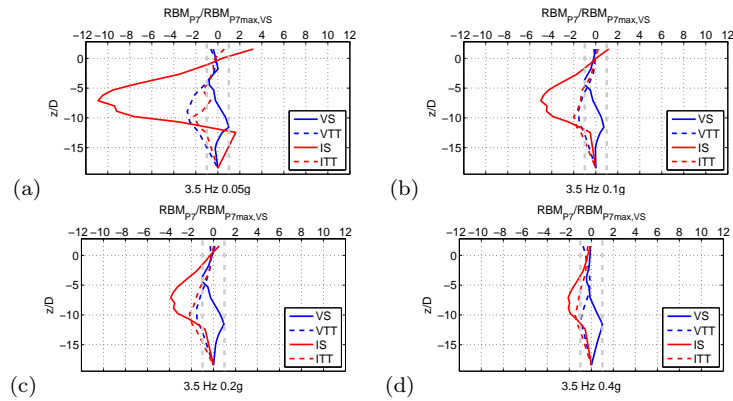 RBM_P7/RBM_P7max,VS
−12 −10 −8 −6 −4 −2 0 2 4 6 8 10 12
0
−5
−10
−15
z/D
VS
VTT
IS
ITT
(a)
3.5 Hz 0.05g
RBM_P7/RBM_P7max,VS
−12 −10 −8 −6 −4 −2 0 2 4 6 8 10 12
0
−5
−10
−15
z/D
VS
VTT
IS
ITT
(b)
3.5 Hz 0.1g
RBM_P7/RBM_P7max,VS
−12 −10 −8 −6 −4 −2 0 2 4 6 8 10 12
0
−5
−10
−15
z/D
VS
VTT
IS
ITT
(c)
3.5 Hz 0.2g
RBM_P7/RBM_P7max,VS
−12 −10 −8 −6 −4 −2 0 2 4 6 8 10 12
0
−5
−10
−15
z/D
VS
VTT
IS
ITT
(d)
3.5 Hz 0.4g